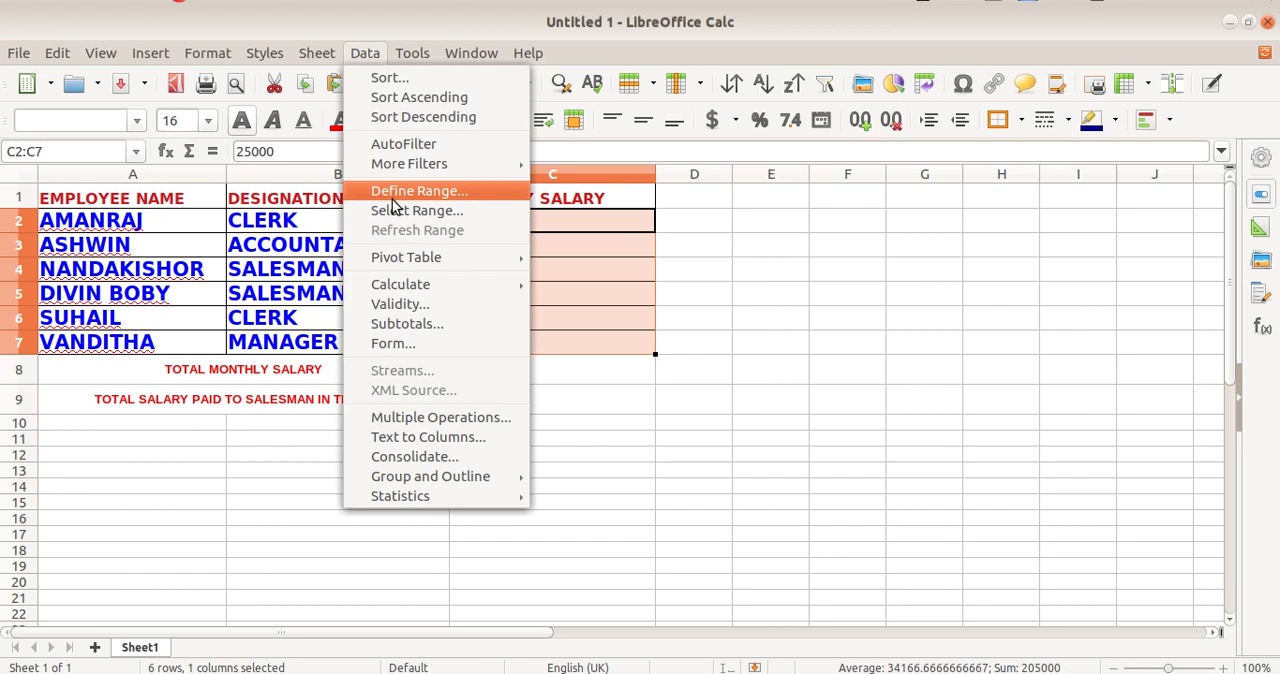 Untitled 1 - LibreOffice Calc
File Edit View Insert Format Styles Sheet Data Tools Window Help
16
C2:C7 25000
A B C D E F G H I J
1 EMPLOYEE NAME DESIGNATION SALARY
2 AMANRAJ CLERK
3 ASHWIN
4 NANDAKISHOR SALESMAN
5 DIVIN BOBY SALESMAN
6 SUHAIL CLERK
7 VANDITHA MANAGER
8 TOTAL MONTHLY SALARY
9 TOTAL SALARY PAID TO SALESMAN IN
10
11
12
13
14
15
16
17
18
19
20
21
22
Sort...
Sort Ascending
Sort Descending
AutoFilter
More Filters
Define Range...
Select Range...
Refresh Range
Pivot Table
Calculate
Validity...
Subtotals...
Form...
Streams...
XML Source...
Multiple Operations...
Text to Columns...
Consolidate...
Group and Outline
Statistics
Sheet1
Sheet 1 of 1 6 rows, 1 columns selected Default English (UK) Average: 34166.6666666667; Sum: 205000 100%